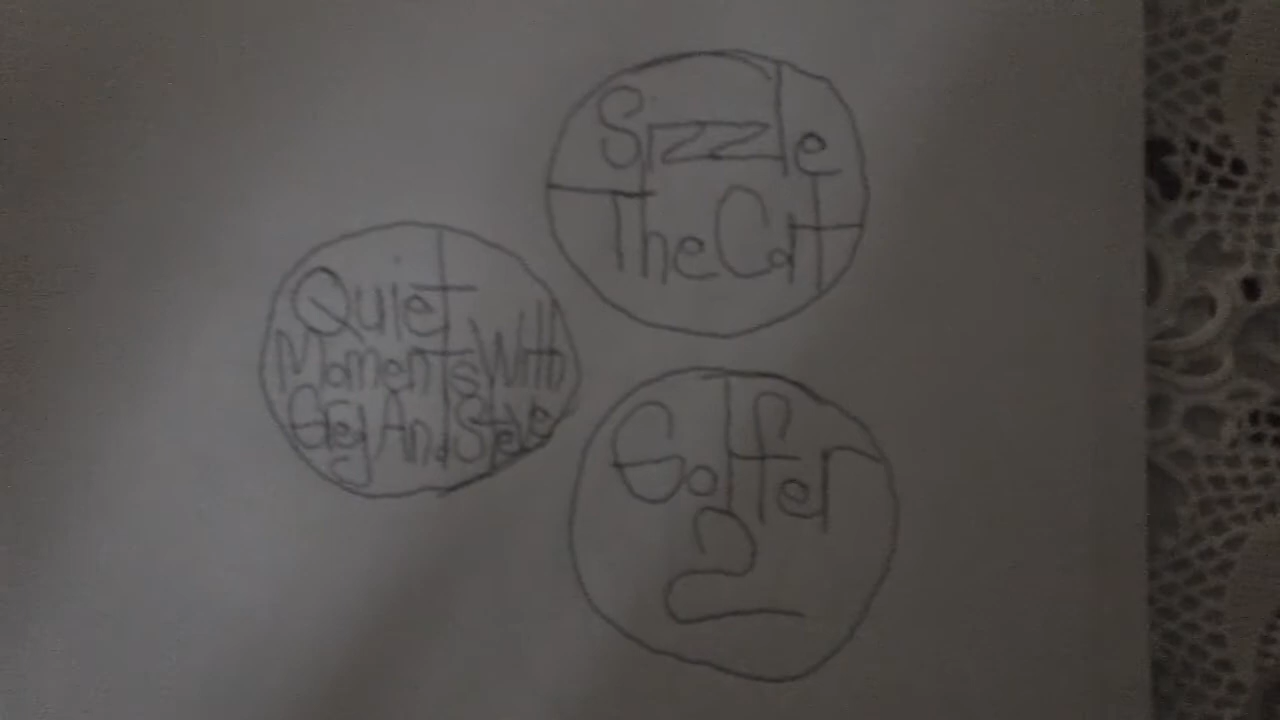 Sizzle
The Cat
Quiet
Moments With
Greg And Steve
Golfer
2